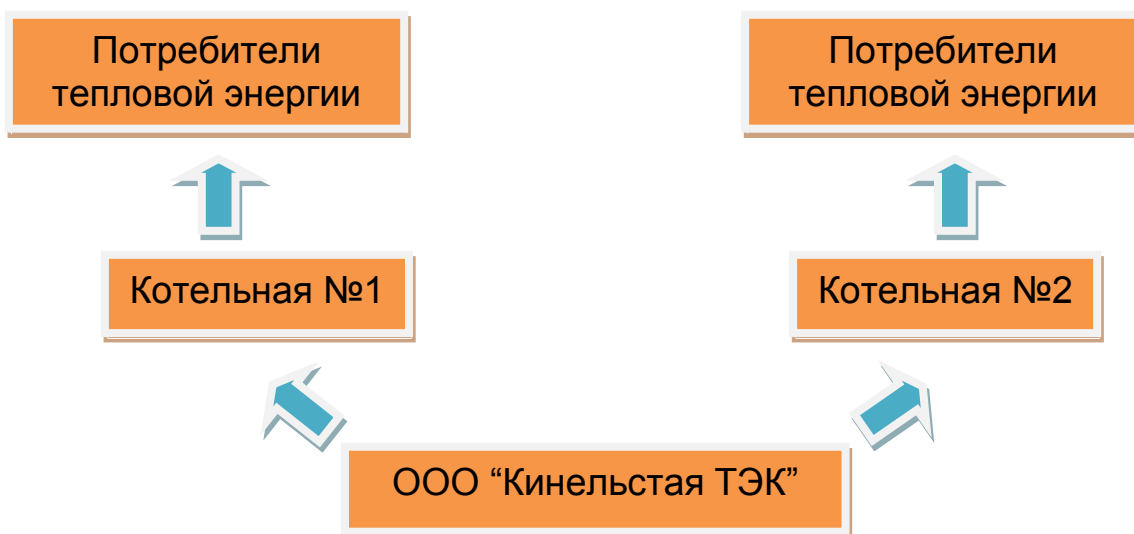 Потребители
тепловой энергии
Потребители
тепловой энергии
Котельная №1
Котельная №2
ООО “Кинельстая ТЭК”